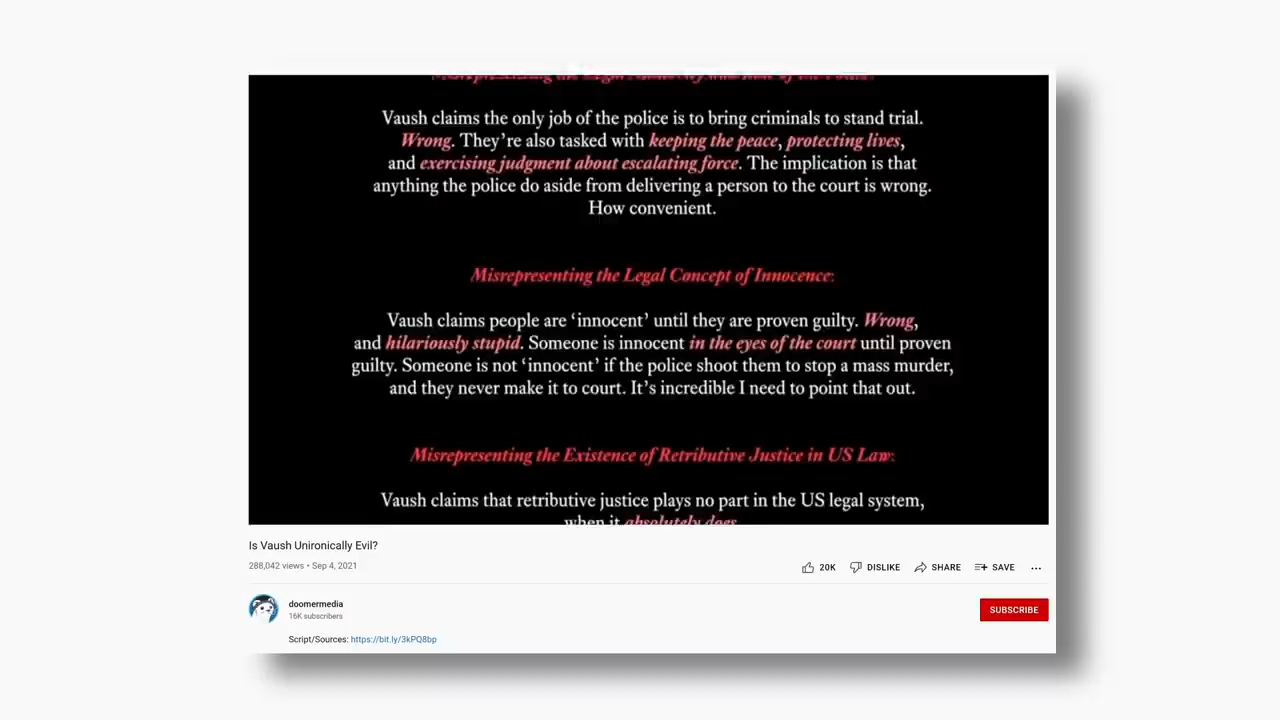 Vaush claims the only job of the police is to bring criminals to stand trial.
Wrong. They're also tasked with keeping the peace, protecting lives,
and exercising judgment about escalating force. The implication is that
anything the police do aside from delivering a person to the court is wrong.
How convenient.
Misrepresenting the Legal Concept of Innocence:
Vaush claims people are ‘innocent’ until they are proven guilty. Wrong,
and hilariously stupid. Someone is innocent in the eyes of the court until proven
guilty. Someone is not ‘innocent’ if the police shoot them to stop a mass murder,
and they never make it to court. It's incredible I need to point that out.
Misrepresenting the Existence of Retributive Justice in US Law:
Vaush claims that retributive justice plays no part in the US legal system,
when it absolutely does
Is Vaush Unironically Evil?
288,042 views • Sep 4, 2021
20K DISLIKE SHARE SAVE ...
doomermedia
16K subscribers
SUBSCRIBE
Script/Sources: https://bit.ly/3kPQ8bp